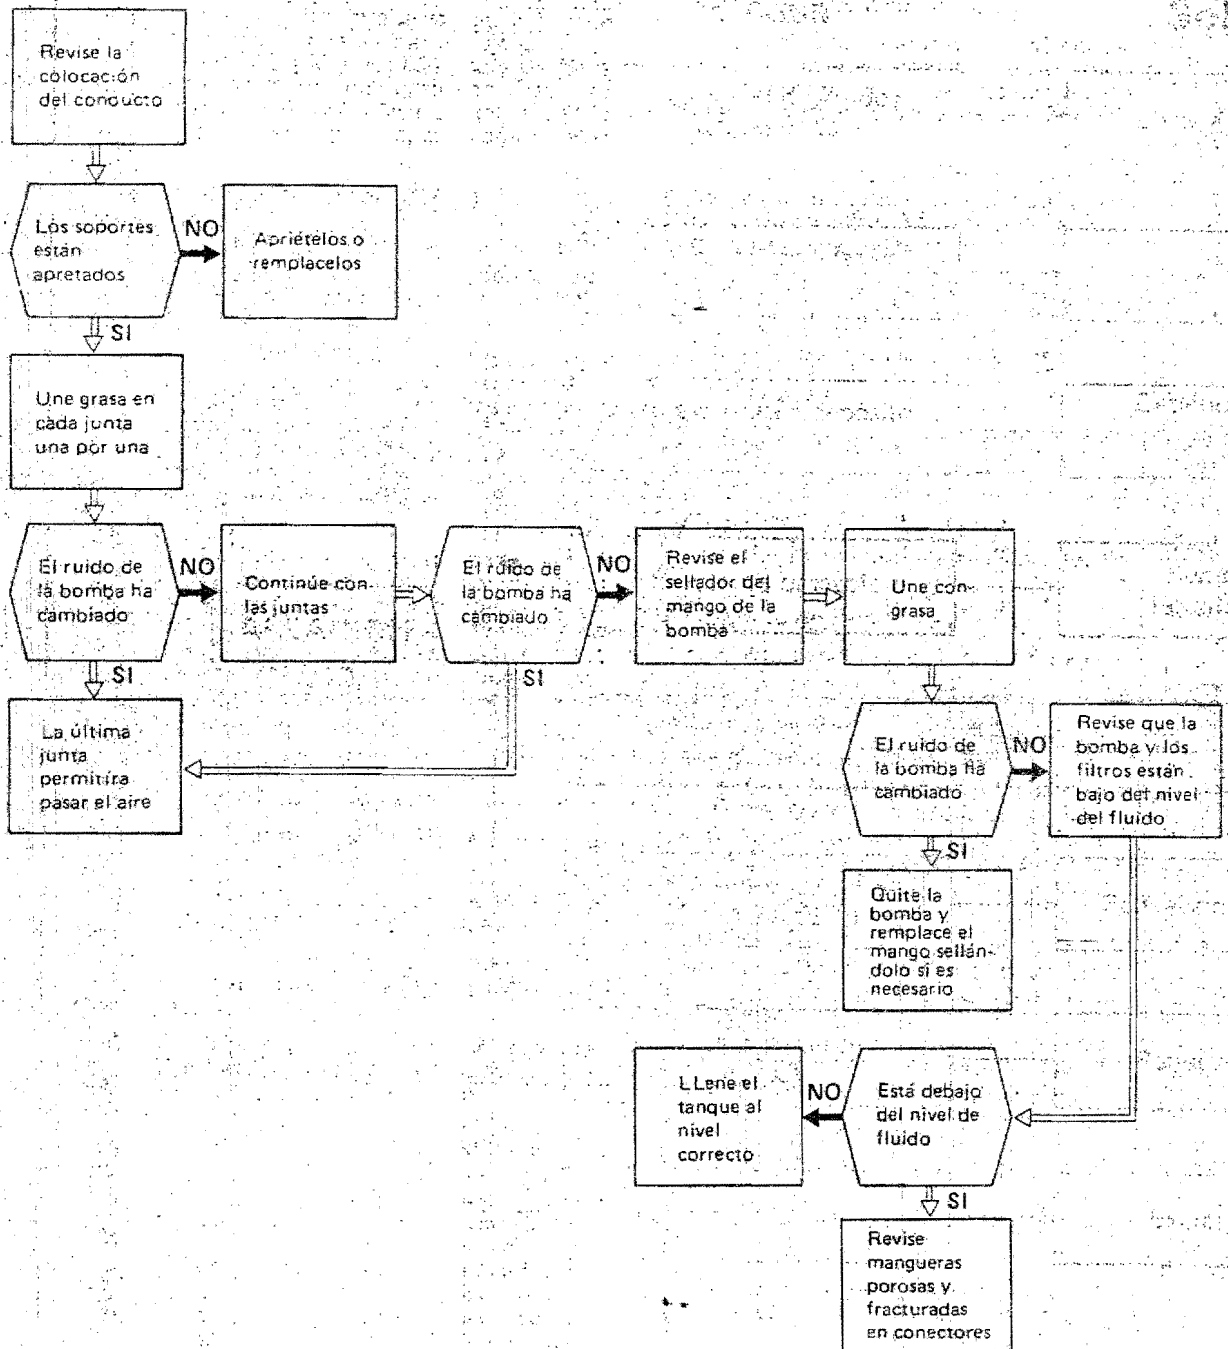 Revise la
colocación
del conducto
Los soportes
están
apretados
NO
Apriételos o
remplacelos
SI
Une grasa en
cada junta
una por una
El ruido de
la bomba ha
cambiado
NO
Continúe con
las juntas
El ruido de
la bomba ha
cambiado
NO
Revise el
sellador del
mango de la
bomba
Une con
grasa
SI
SI
La última
junta
permitira
pasar el aire
El ruido de
la bomba ha
cambiado
NO
Revise que la
bomba y los
filtros están
bajo del nivel
del fluido
SI
Quite la
bomba y
remplace el
mango sellán-
dolo si es
necesario
LLene el
tanque al
nivel
correcto
NO
Está debajo
del nivel de
fluido
SI
Revise
mangueras
porosas y
fracturadas
en conectores